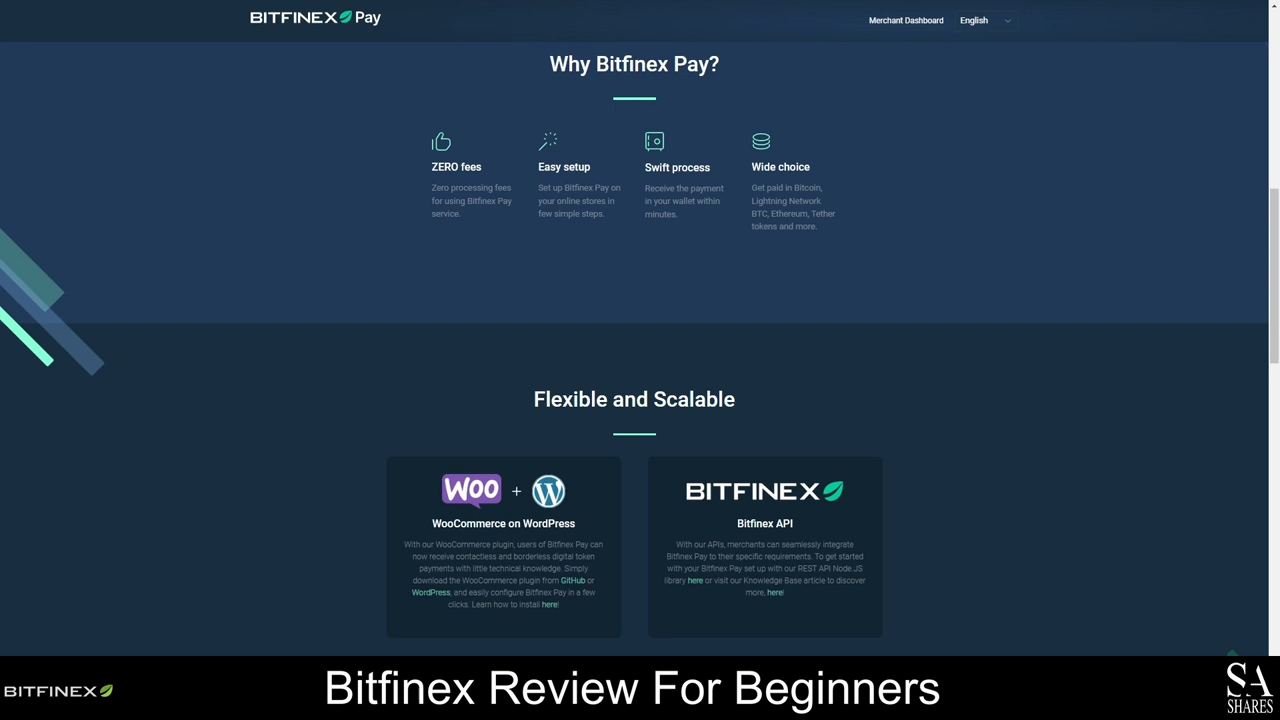 BITFINEX Pay
Merchant Dashboard
English
Why Bitfinex Pay?
ZERO fees
Zero processing fees
for using Bitfinex Pay
service.
Easy setup
Set up Bitfinex Pay on
your online stores in
few simple steps.
Swift process
Receive the payment
in your wallet within
minutes.
Wide choice
Get paid in Bitcoin,
Lightning Network
BTC, Ethereum, Tether
tokens and more.
Flexible and Scalable
WOO + W
WooCommerce on WordPress
With our WooCommerce plugin, users of Bitfinex Pay can
now receive contactless and borderless digital token
payments with little technical knowledge. Simply
download the WooCommerce plugin from GitHub or
WordPress, and easily configure Bitfinex Pay in a few
clicks. Learn how to install here!
BITFINEX
Bitfinex API
With our APIs, merchants can seamlessly integrate
Bitfinex Pay to their specific requirements. To get started
with your Bitfinex Pay set up with our REST API Node.JS
library here or visit our Knowledge Base article to discover
more, here!
BITFINEX
Bitfinex Review For Beginners
SA
SHARES